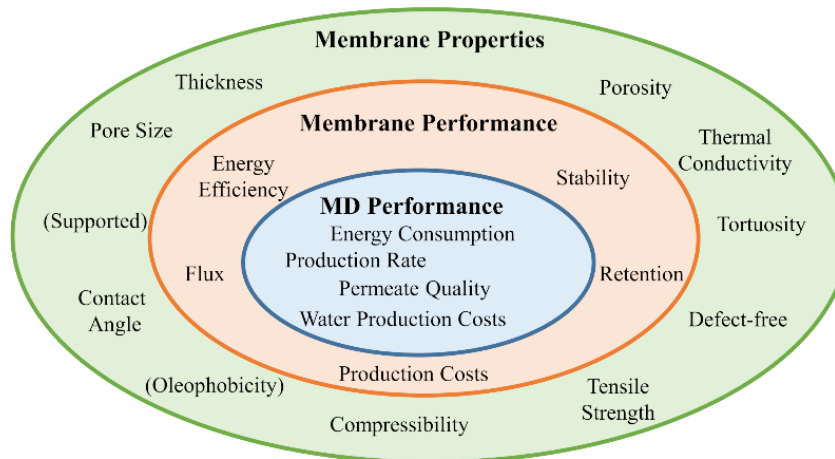 Membrane Properties
Thickness
Porosity
Pore Size
Membrane Performance
Thermal
Conductivity
Energy
Efficiency
Stability
(Supported)
MD Performance
Tortuosity
Energy Consumption
Production Rate
Flux
Retention
Permeate Quality
Contact
Angle
Water Production Costs
Defect-free
(Oleophobicity)
Production Costs
Tensile
Strength
Compressibility